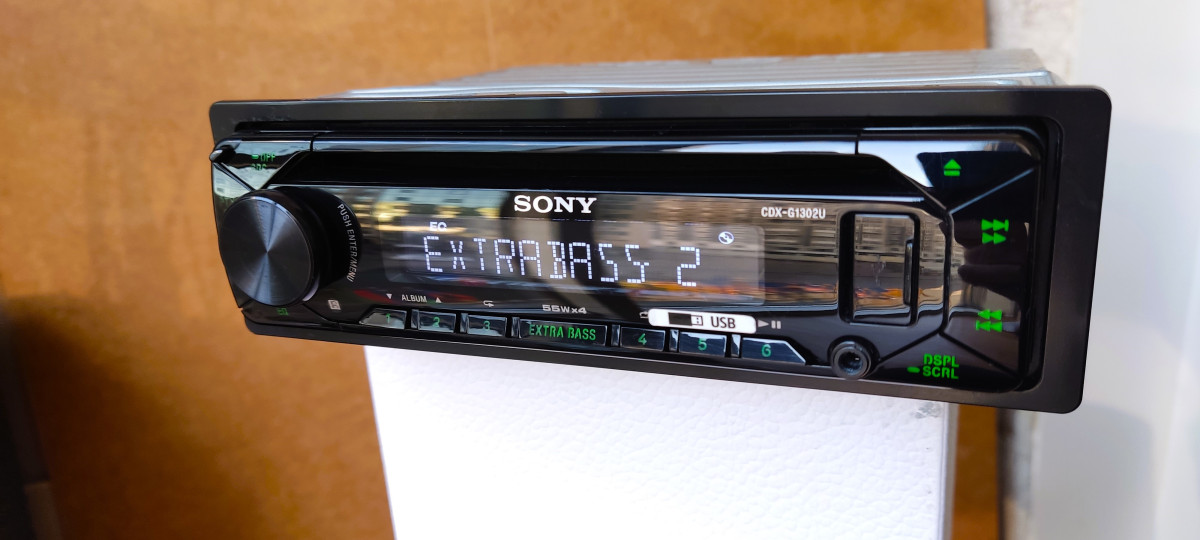 OFF
SONY
CDX-G1302U
PUSH ENTER/MENU
EQ
EXTRABASS 2
ALBUM
55Wx4
USB
1 2 3 EXTRA BASS 4 5 6
DSPL
SCRL